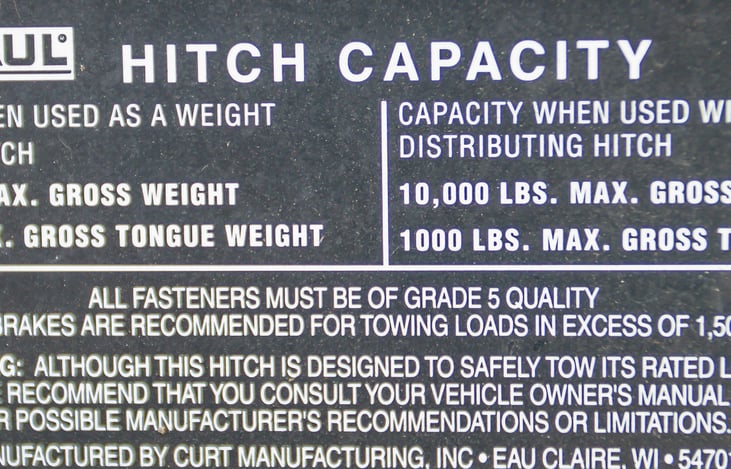 AUL®
HITCH CAPACITY
EN USED AS A WEIGHT
CH
AX. GROSS WEIGHT
. GROSS TONGUE WEIGHT
CAPACITY WHEN USED WI
DISTRIBUTING HITCH
10,000 LBS. MAX. GROSS
1000 LBS. MAX. GROSS T
ALL FASTENERS MUST BE OF GRADE 5 QUALITY
BRAKES ARE RECOMMENDED FOR TOWING LOADS IN EXCESS OF 1,50
G: ALTHOUGH THIS HITCH IS DESIGNED TO SAFELY TOW ITS RATED L
E RECOMMEND THAT YOU CONSULT YOUR VEHICLE OWNER'S MANUAL
R POSSIBLE MANUFACTURER'S RECOMMENDATIONS OR LIMITATIONS.
NUFACTURED BY CURT MANUFACTURING, INC • EAU CLAIRE, WI • 54701